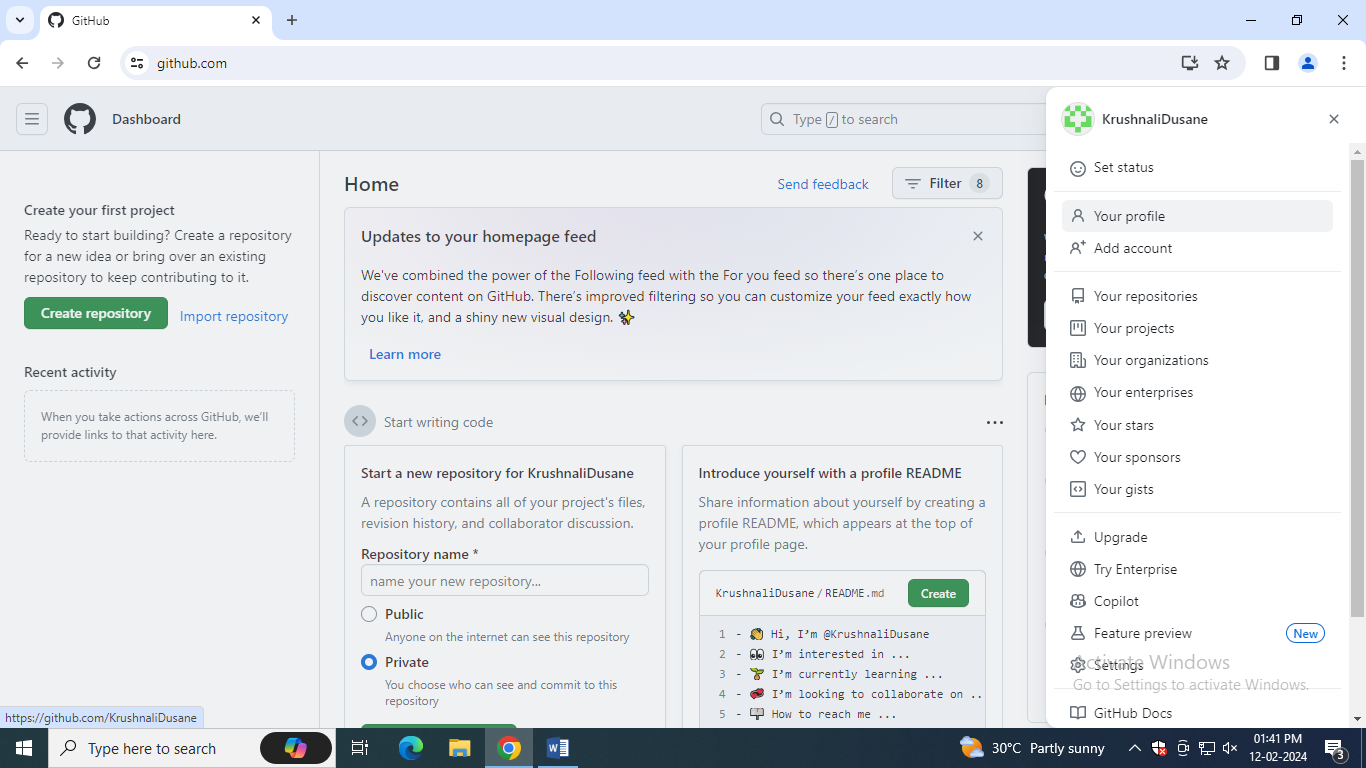 GitHub
github.com
Dashboard
Type / to search
KrushnaliDusane
Set status
Your profile
Add account
Your repositories
Your projects
Your organizations
Your enterprises
Your stars
Your sponsors
Your gists
Upgrade
Try Enterprise
Copilot
Feature preview New
Settings
GitHub Docs
Create your first project
Ready to start building? Create a repository
for a new idea or bring over an existing
repository to keep contributing to it.
Create repository Import repository
Recent activity
When you take actions across GitHub, we'll
provide links to that activity here.
Home
Send feedback
Filter 8
Updates to your homepage feed
We've combined the power of the Following feed with the For you feed so there's one place to
discover content on GitHub. There's improved filtering so you can customize your feed exactly how
you like it, and a shiny new visual design. ✨
Learn more
Start writing code
Start a new repository for KrushnaliDusane
A repository contains all of your project's files,
revision history, and collaborator discussion.
Repository name *
name your new repository...
Public
Anyone on the internet can see this repository
Private
You choose who can see and commit to this
repository
Introduce yourself with a profile README
Share information about yourself by creating a
profile README, which appears at the top of
your profile page.
KrushnaliDusane / README.md Create
1 - 👋 Hi, I'm @KrushnaliDusane
2 - 👀 I'm interested in ...
3 - 🌱 I'm currently learning ...
4 - 💞️ I'm looking to collaborate on ..
5 - 📫 How to reach me ...
Activate Windows
Go to Settings to activate Windows.
https://github.com/KrushnaliDusane
Type here to search
30°C Partly sunny
01:41 PM
12-02-2024
3